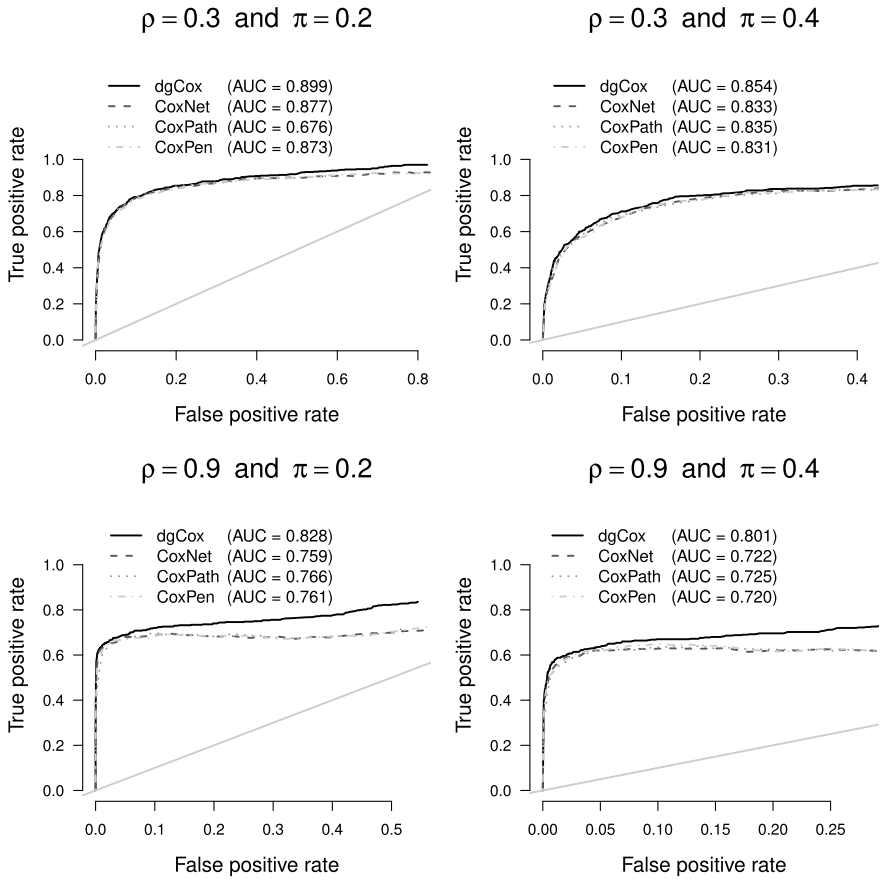 ρ = 0.3 and π = 0.2
dgCox (AUC = 0.899)
CoxNet (AUC = 0.877)
CoxPath (AUC = 0.676)
CoxPen (AUC = 0.873)
True positive rate
1.0
0.8
0.6
0.4
0.2
0.0
0.0 0.2 0.4 0.6 0.8
False positive rate
ρ = 0.3 and π = 0.4
dgCox (AUC = 0.854)
CoxNet (AUC = 0.833)
CoxPath (AUC = 0.835)
CoxPen (AUC = 0.831)
True positive rate
1.0
0.8
0.6
0.4
0.2
0.0
0.0 0.1 0.2 0.3 0.4
False positive rate
ρ = 0.9 and π = 0.2
dgCox (AUC = 0.828)
CoxNet (AUC = 0.759)
CoxPath (AUC = 0.766)
CoxPen (AUC = 0.761)
True positive rate
1.0
0.8
0.6
0.4
0.2
0.0
0.0 0.1 0.2 0.3 0.4 0.5
False positive rate
ρ = 0.9 and π = 0.4
dgCox (AUC = 0.801)
CoxNet (AUC = 0.722)
CoxPath (AUC = 0.725)
CoxPen (AUC = 0.720)
True positive rate
1.0
0.8
0.6
0.4
0.2
0.0
0.00 0.05 0.10 0.15 0.20 0.25
False positive rate